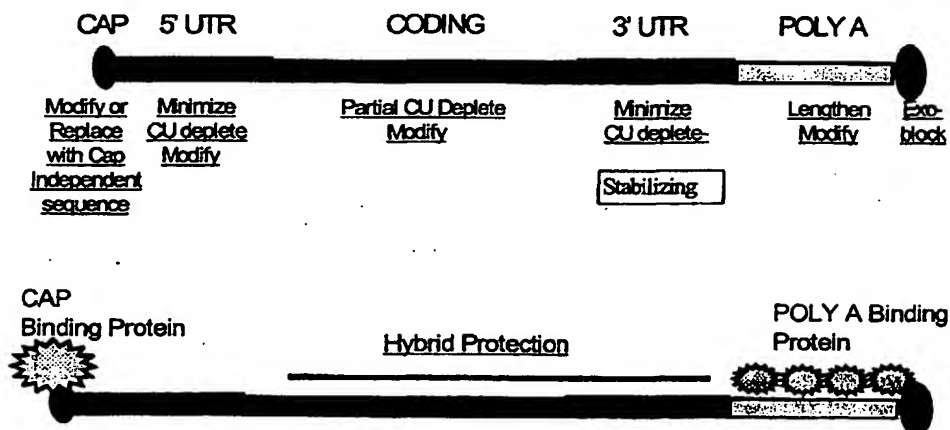 CAP 5' UTR CODING 3' UTR POLY A
Modify or Minimize Partial CU Deplete Minimize Lengthen Exo-
Replace CU deplete Modify CU deplete- Modify block
with Cap Modify
Independent Stabilizing
sequence
CAP
Binding Protein
POLY A Binding
Protein
Hybrid Protection